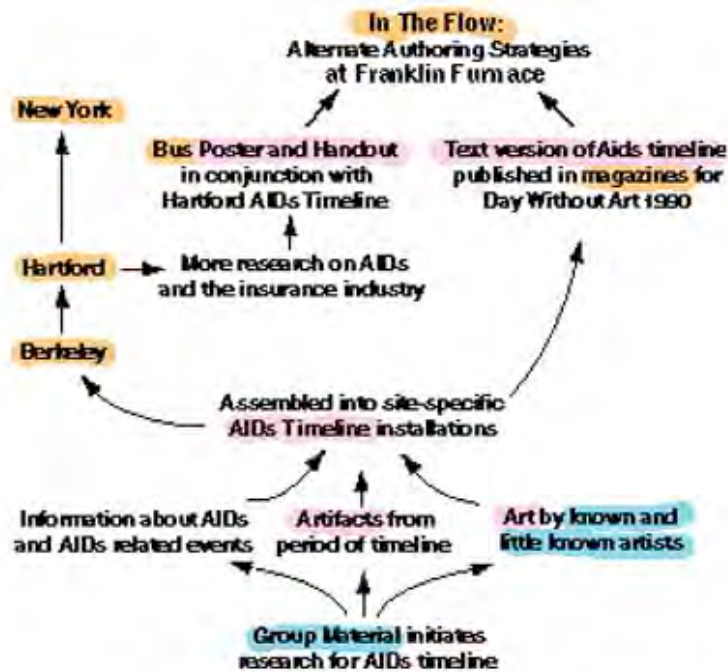 In The Flow:
Alternate Authoring Strategies
at Franklin Furnace
New York
Bus Poster and Handout
in conjunction with
Hartford AIDs Timeline
Text version of Aids timeline
published in magazines for
Day Without Art 1990
Hartford
More research on AIDs
and the insurance industry
Berkeley
Assembled into site-specific
AIDs Timeline installations
Information about AIDs
and AIDs related events
Artifacts from
period of timeline
Art by known and
little known artists
Group Material initiates
research for AIDs timeline